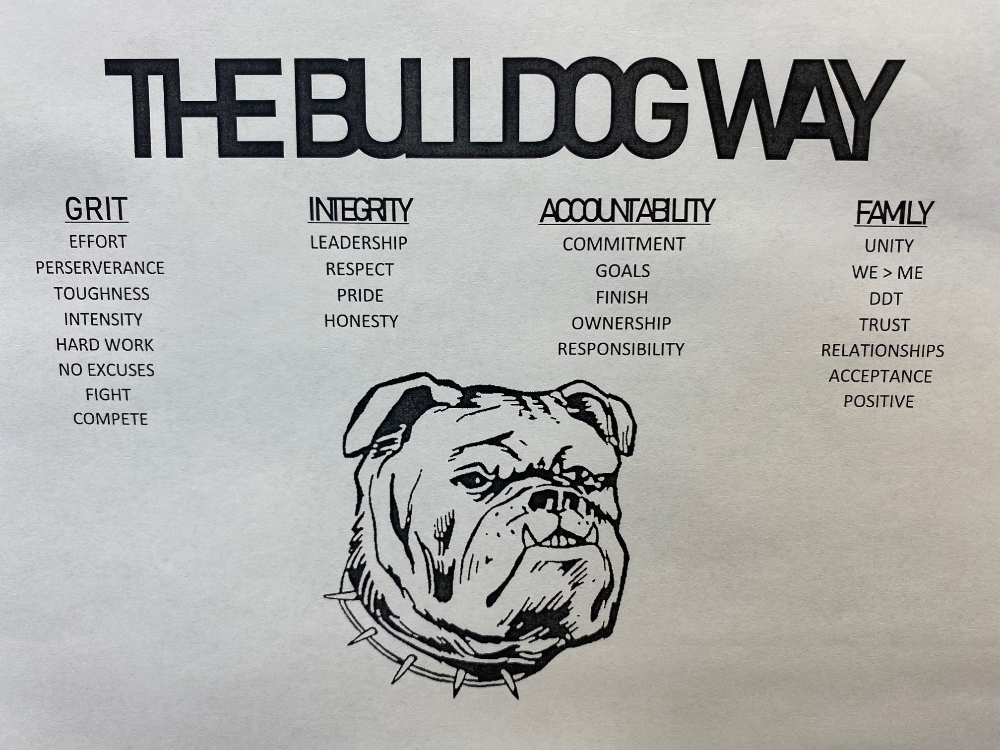 THE BULLDOG WAY
GRIT
EFFORT
PERSERVERANCE
TOUGHNESS
INTENSITY
HARD WORK
NO EXCUSES
FIGHT
COMPETE
INTEGRITY
LEADERSHIP
RESPECT
PRIDE
HONESTY
ACCOUNTABILITY
COMMITMENT
GOALS
FINISH
OWNERSHIP
RESPONSIBILITY
FAMILY
UNITY
WE > ME
DDT
TRUST
RELATIONSHIPS
ACCEPTANCE
POSITIVE